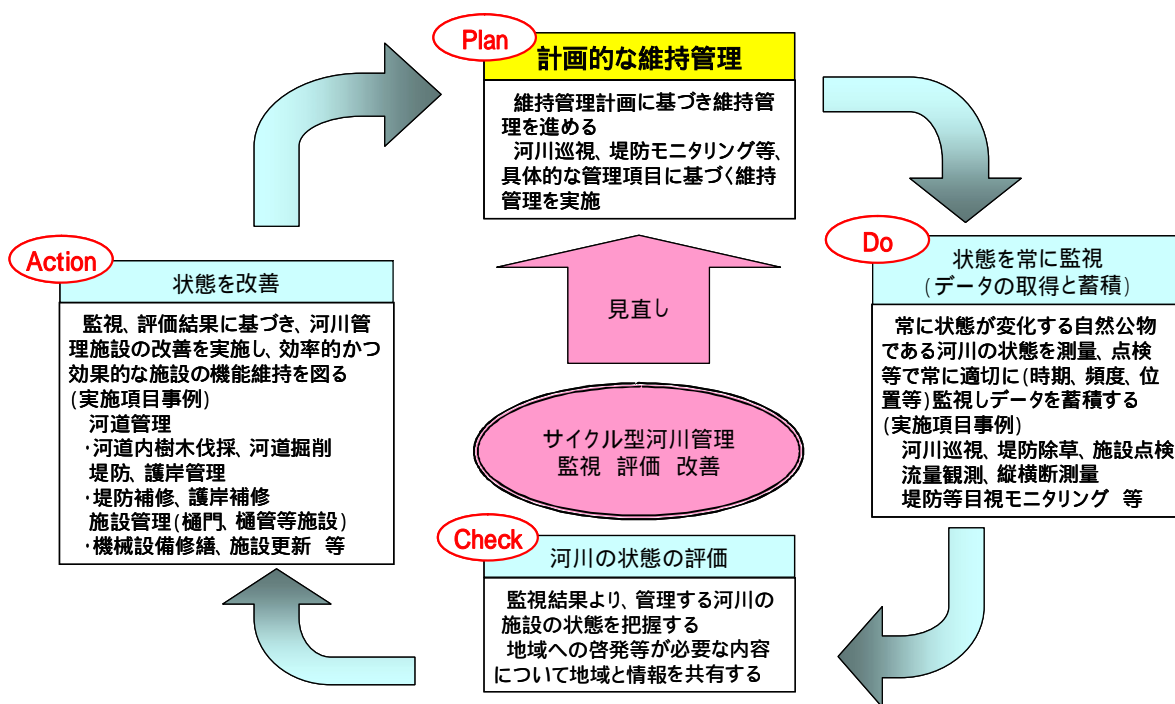 Plan
計画的な維持管理
維持管理計画に基づき維持管
理を進める
河川巡視、堤防モニタリング等、
具体的な管理項目に基づく維持
管理を実施
Do
状態を常に監視
(データの取得と蓄積)
常に状態が変化する自然公物
である河川の状態を測量、点検
等で常に適切に(時期、頻度、位
置等)監視しデータを蓄積する
(実施項目事例)
河川巡視、堤防除草、施設点検
流量観測、縦横断測量
堤防等目視モニタリング 等
Check
河川の状態の評価
監視結果より、管理する河川の
施設の状態を把握する
地域への啓発等が必要な内容
について地域と情報を共有する
Action
状態を改善
監視、評価結果に基づき、河川管
理施設の改善を実施し、効率的かつ
効果的な施設の機能維持を図る
(実施項目事例)
河道管理
・河道内樹木伐採、河道掘削
堤防、護岸管理
・堤防補修、護岸補修
施設管理(樋門、樋管等施設)
・機械設備修繕、施設更新 等
見直し
サイクル型河川管理
監視 評価 改善